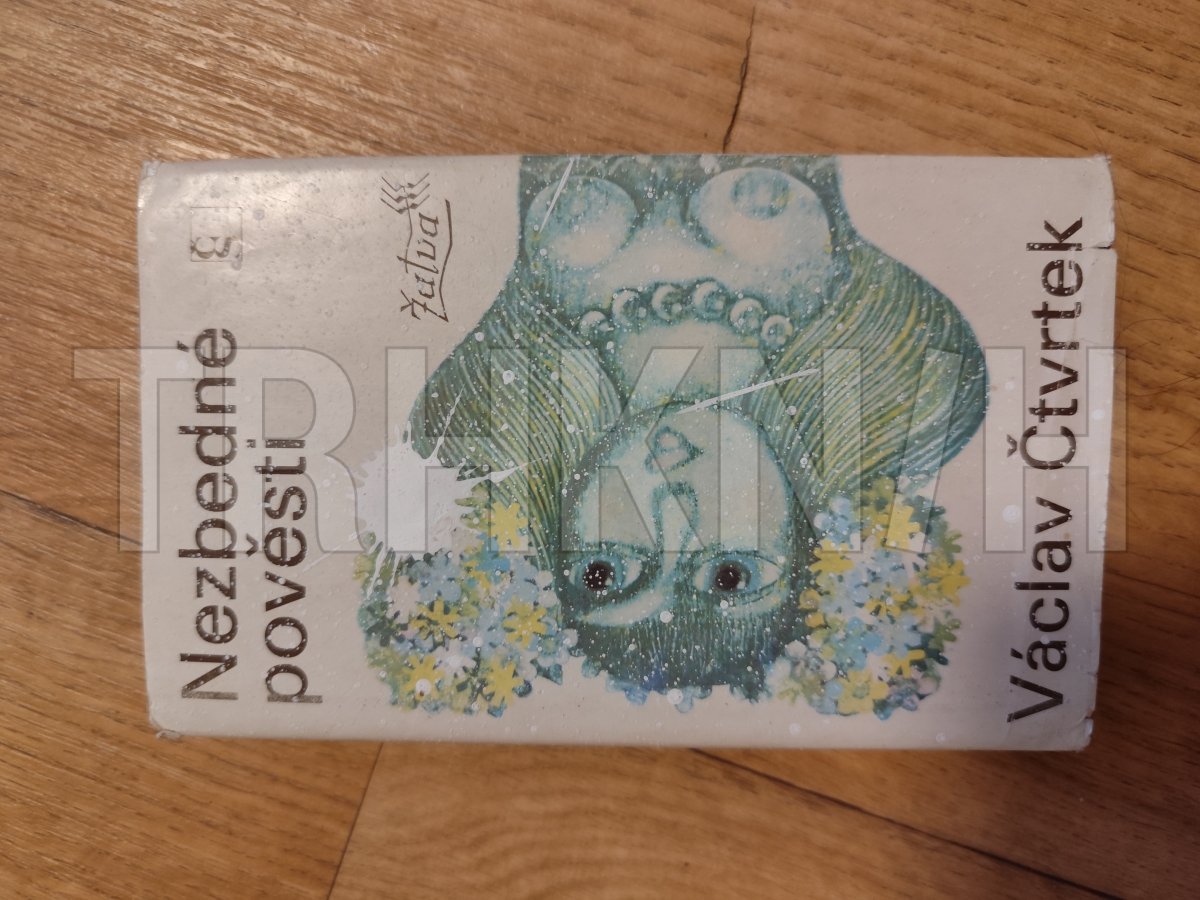 Nezbedné
pověsti
Žatva
Václav Čtvrtek
TRHKNIH